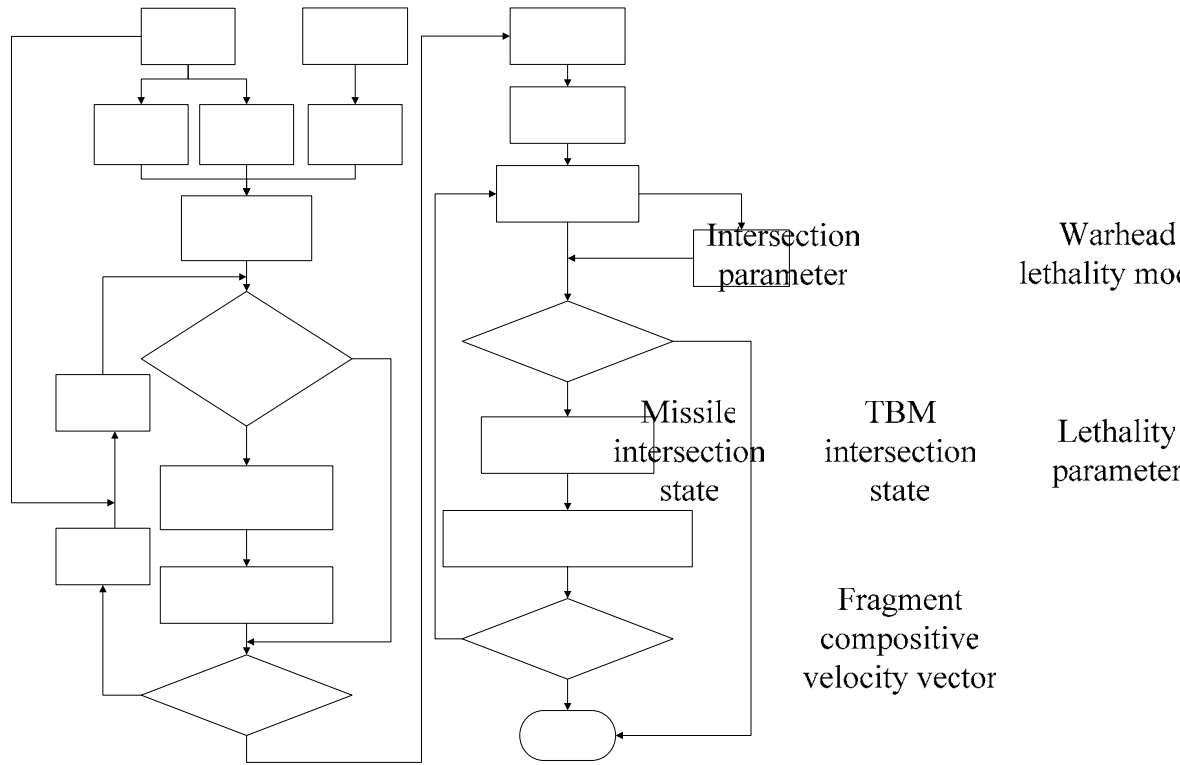 Intersection
parameter
Warhead
lethality mod
Missile
intersection
state
TBM
intersection
state
Lethality
parameter
Fragment
compositive
velocity vector